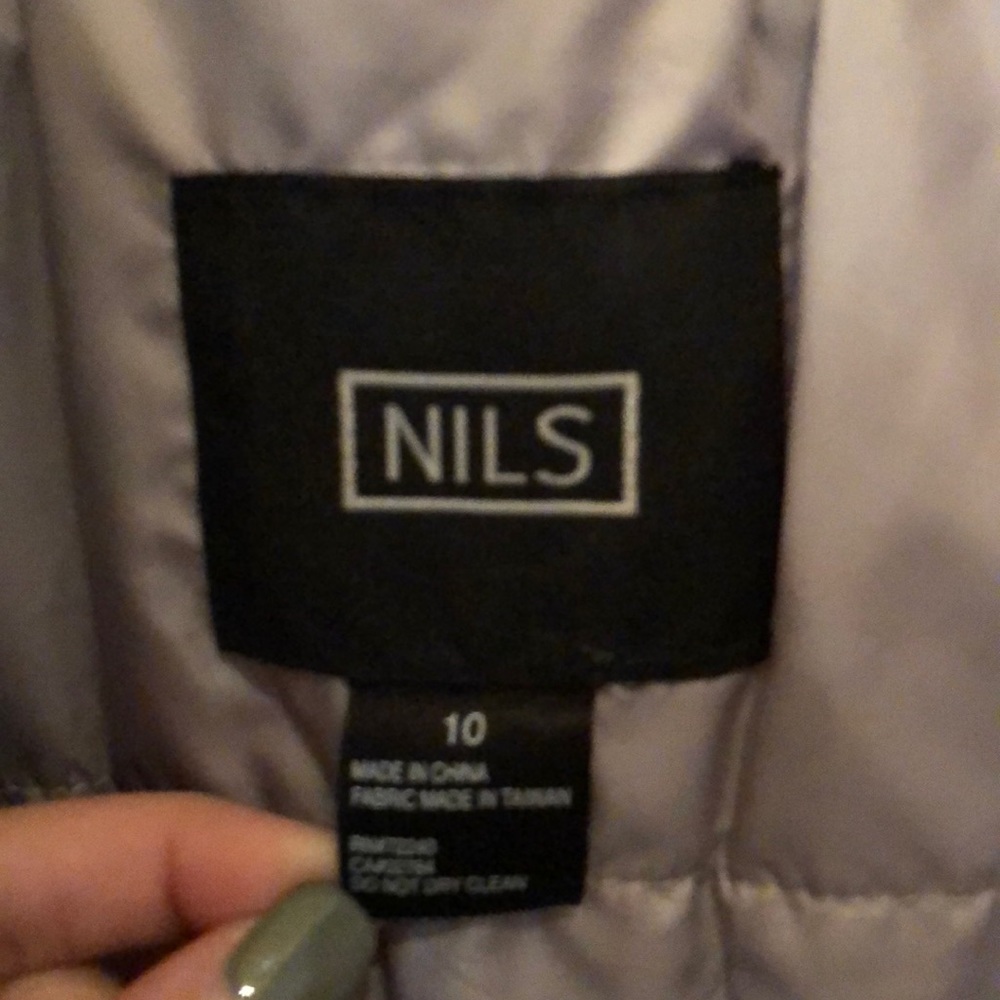 NILS
10
MADE IN CHINA
FABRIC MADE IN TAIWAN
DO NOT DRY CLEAN